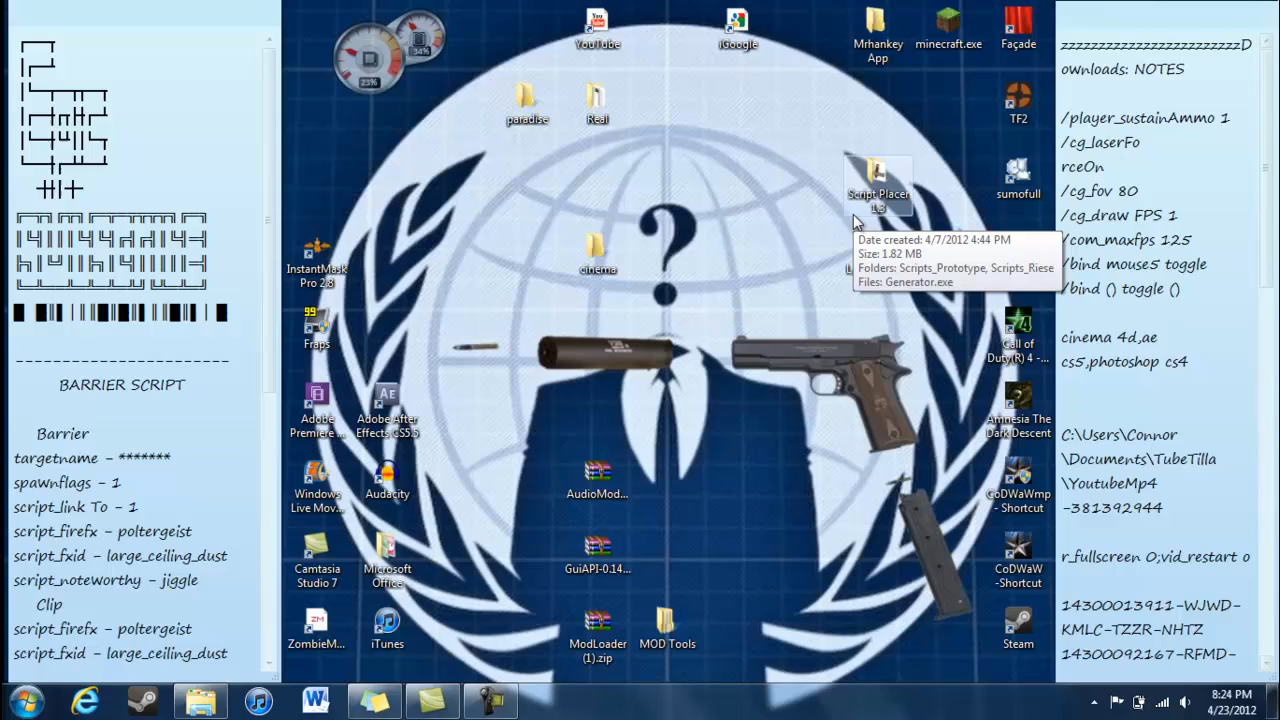 BARRIER SCRIPT
Barrier
targetname - *******
spawnflags - 1
script_link To - 1
script_firefx - poltergeist
script_fxid - large_ceiling_dust
script_noteworthy - jiggle
Clip
script_firefx - poltergeist
script_fxid - large_ceiling_dust
34%
23%
YouTube
iGoogle
Mrhankey
App
minecraft.exe
Façade
paradise
Real
TF2
Script Placer
1.3
sumofull
cinema
Date created: 4/7/2012 4:44 PM
Size: 1.82 MB
Folders: Scripts_Prototype, Scripts_Riese
Files: Generator.exe
InstantMask
Pro 2.8
99
Fraps
Call of
Duty(R) 4 -...
Adobe
Premiere ...
Adobe After
Effects CS5.5
Amnesia The
Dark Descent
Windows
Live Mov...
Audacity
AudioMod...
CoDWaWmp
- Shortcut
Camtasia
Studio 7
Microsoft
Office
GuiAPI-0.14...
CoDWaW
-Shortcut
ZombieM...
iTunes
ModLoader
(1).zip
MOD Tools
Steam
zzzzzzzzzzzzzzzzzzzzzzzD
ownloads: NOTES
/player_sustainAmmo 1
/cg_laserFo
rceOn
/cg_fov 80
/cg_draw FPS 1
/com_maxfps 125
/bind mouse5 toggle
/bind () toggle ()
cinema 4d,ae
cs5,photoshop cs4
C:\Users\Connor
\Documents\TubeTilla
\YoutubeMp4
-381392944
r_fullscreen 0;vid_restart 0
14300013911-WJWD-
KMLC-TZZR-NHTZ
14300092167-RFMD-
8:24 PM
4/23/2012